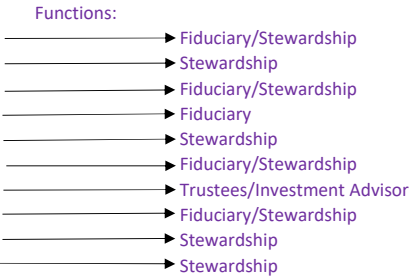 Functions:
Fiduciary/Stewardship
Stewardship
Fiduciary/Stewardship
Fiduciary
Stewardship
Fiduciary/Stewardship
Trustees/Investment Advisor
Fiduciary/Stewardship
Stewardship
Stewardship